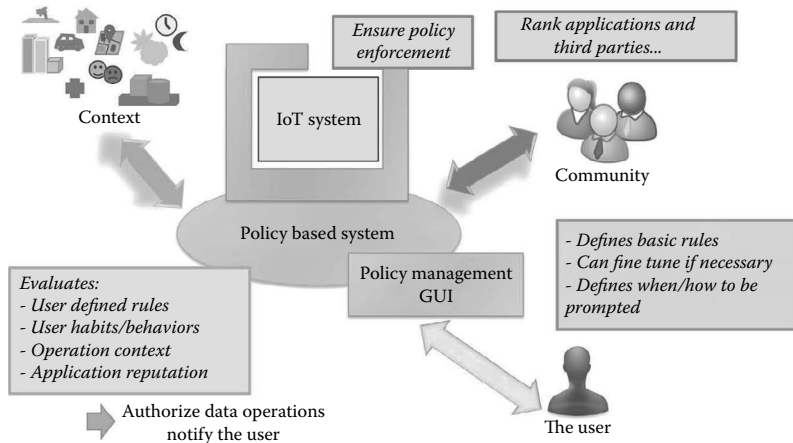 Ensure policy
enforcement
Rank applications and
third parties...
Context
IoT system
Community
Policy based system
Policy management
GUI
- Defines basic rules
- Can fine tune if necessary
- Defines when/how to be
prompted
Evaluates:
- User defined rules
- User habits/behaviors
- Operation context
- Application reputation
Authorize data operations
notify the user
The user